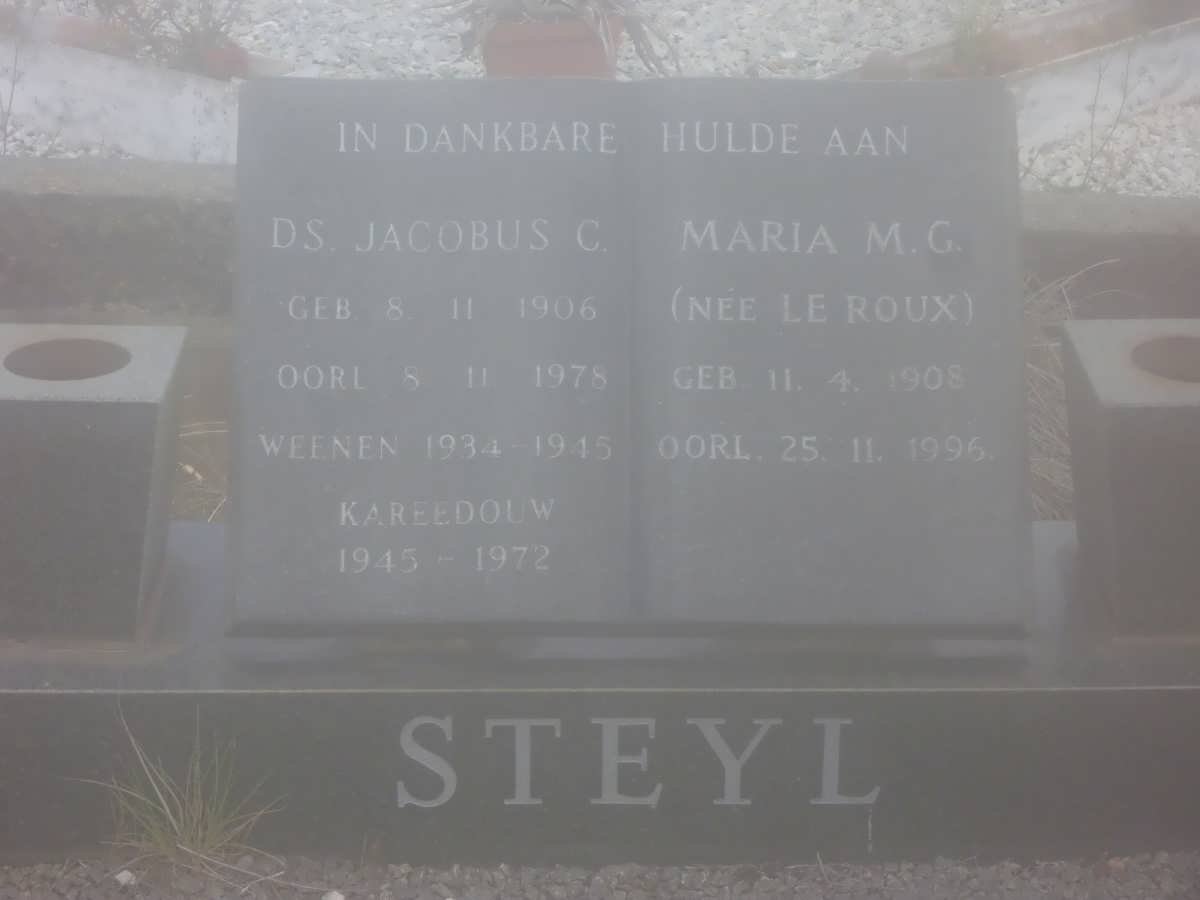 IN DANKBARE HULDE AAN
DS. JACOBUS C.
GEB. 8. 11 1906
OORL 8 11 1978
WEENEN 1934 - 1945
KAREEDOUW
1945 - 1972
MARIA M. G.
(NÉE LE ROUX)
GEB 11. 4. 1908
OORL. 25. 11. 1996.
STEYL